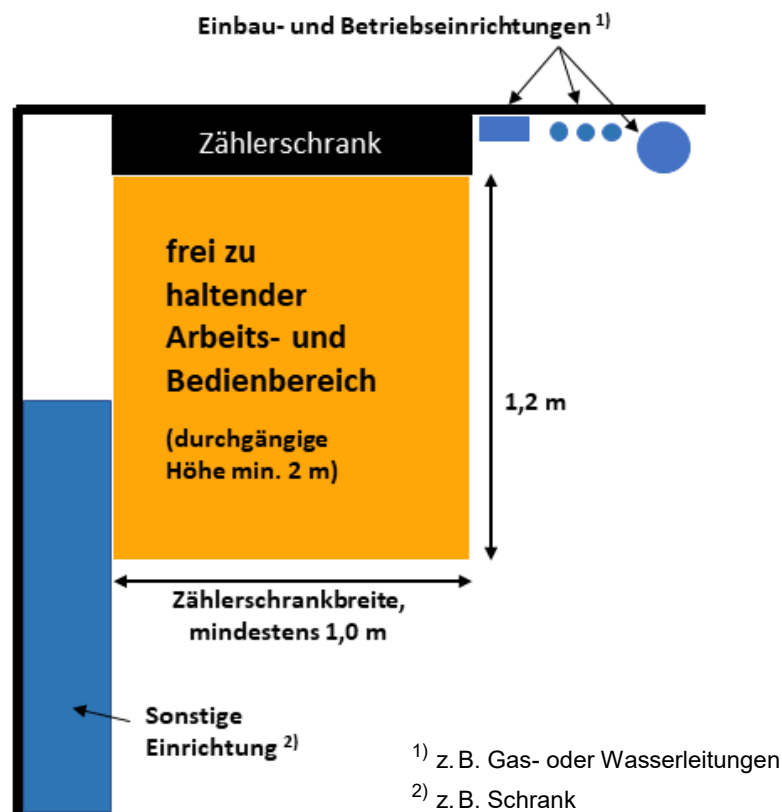 Einbau- und Betriebseinrichtungen ¹⁾
Zählerschrank
frei zu
haltender
Arbeits- und
Bedienbereich
(durchgängige
Höhe min. 2 m)
1,2 m
Zählerschrankbreite,
mindestens 1,0 m
Sonstige
Einrichtung ²⁾
¹⁾ z. B. Gas- oder Wasserleitungen
²⁾ z. B. Schrank